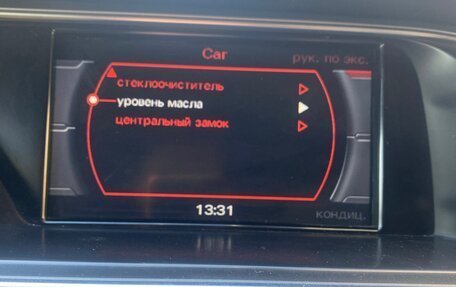 Car
рук. по экс.
стеклоочиститель
уровень масла
центральный замок
13:31
кондиц.